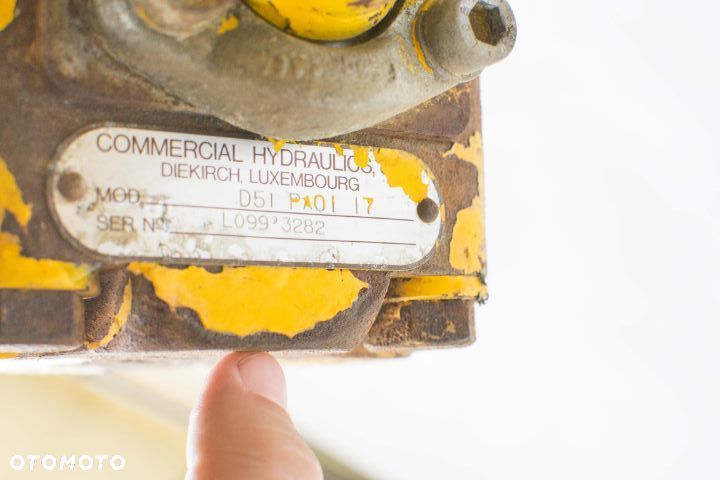 COMMERCIAL HYDRAULICS,
DIEKIRCH, LUXEMBOURG
MOD. D51 PA01 17
SER. No. L099 3282
OTOMOTO